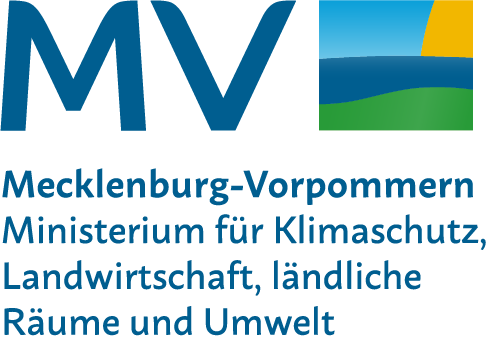 MV
Mecklenburg-Vorpommern
Ministerium für Klimaschutz,
Landwirtschaft, ländliche
Räume und Umwelt